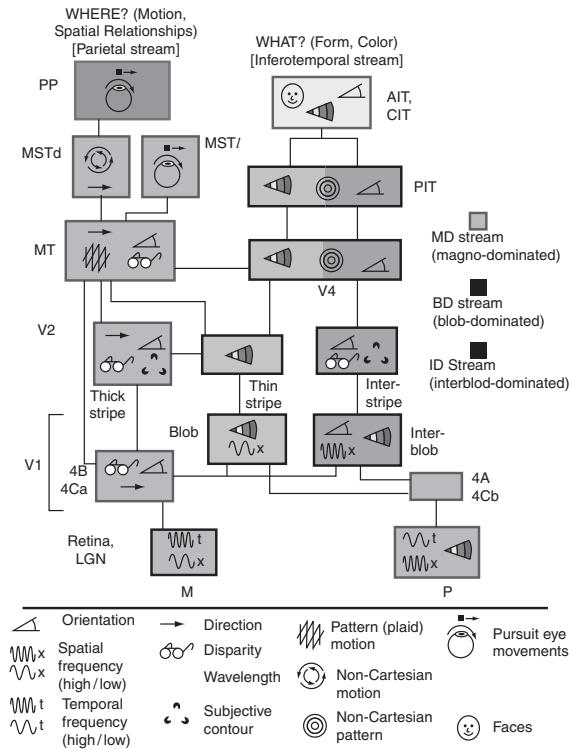 WHERE? (Motion,
Spatial Relationships)
[Parietal stream]
WHAT? (Form, Color)
[Inferotemporal stream]
PP
AIT,
CIT
MSTd
MSTl
PIT
MT
V4
MD stream
(magno-dominated)
BD stream
(blob-dominated)
ID Stream
(interblod-dominated)
V2
Thick
stripe
Thin
stripe
Inter-
stripe
Blob
Inter-
blob
x
x
V1
4B
4Ca
4A
4Cb
Retina,
LGN
t
x
t
x
M
P
Orientation
Direction
Pattern (plaid)
motion
Pursuit eye
movements
x
x
Spatial
frequency
(high/low)
Disparity
Wavelength
Non-Cartesian
motion
t
t
Temporal
frequency
(high/low)
Subjective
contour
Non-Cartesian
pattern
Faces